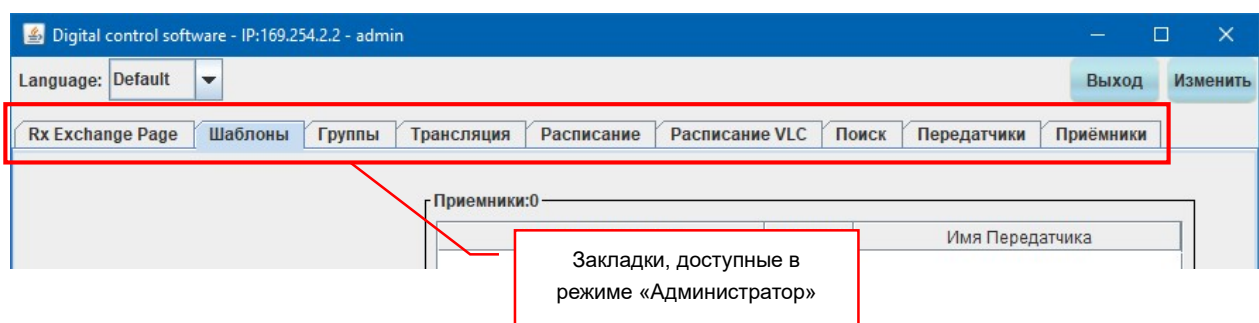 Digital control software - IP:169.254.2.2 - admin
Language: Default Выход Изменить
Rx Exchange Page Шаблоны Группы Трансляция Расписание Расписание VLC Поиск Передатчики Приёмники
Приемники:0
Имя Передатчика
Закладки, доступные в
режиме «Администратор»